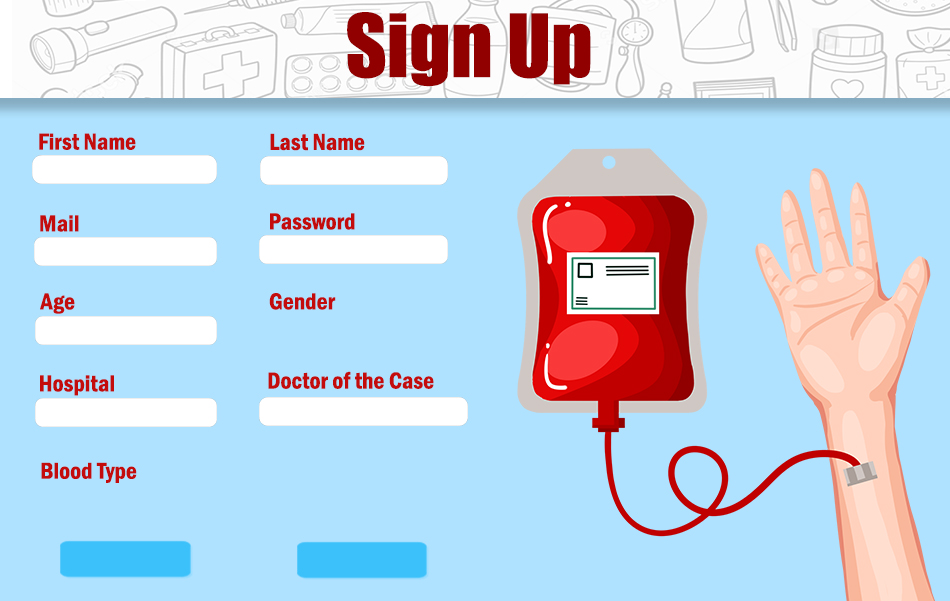 Sign Up
First Name
Last Name
Mail
Password
Age
Gender
Hospital
Doctor of the Case
Blood Type